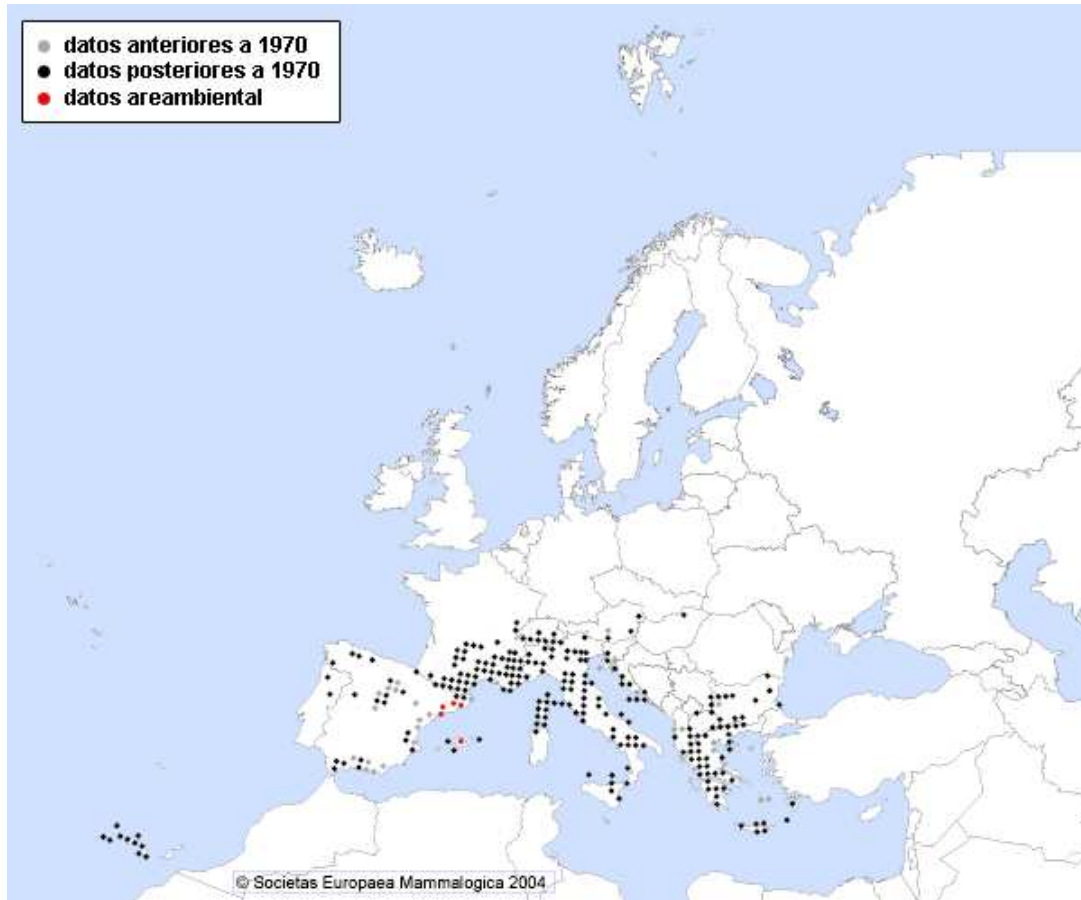 datos anteriores a 1970
datos posteriores a 1970
datos areambiental
© Societas Europaea Mammalogica 2004